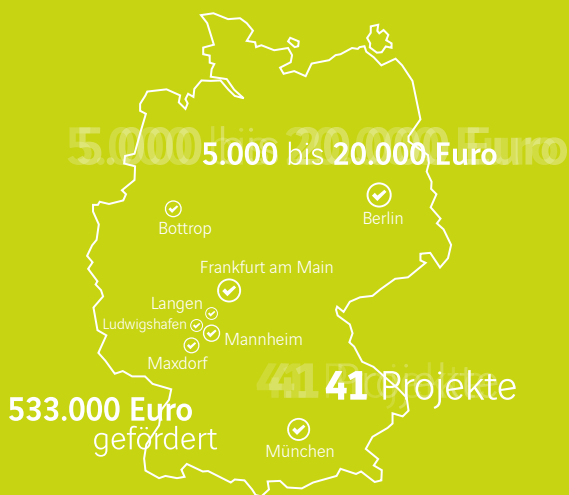 5.000 bis 20.000 Euro
Berlin
Bottrop
Frankfurt am Main
Langen
Ludwigshafen
Mannheim
Maxdorf
41 Projekte
533.000 Euro
gefördert
München